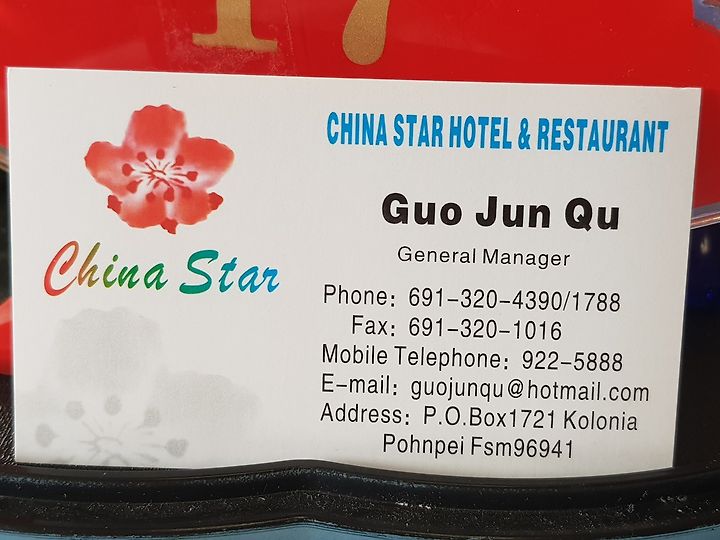 17
CHINA STAR HOTEL & RESTAURANT
China Star
Guo Jun Qu
General Manager
Phone: 691-320-4390/1788
Fax: 691-320-1016
Mobile Telephone: 922-5888
E-mail: guojunqu@hotmail.com
Address: P.O.Box1721 Kolonia
Pohnpei Fsm96941